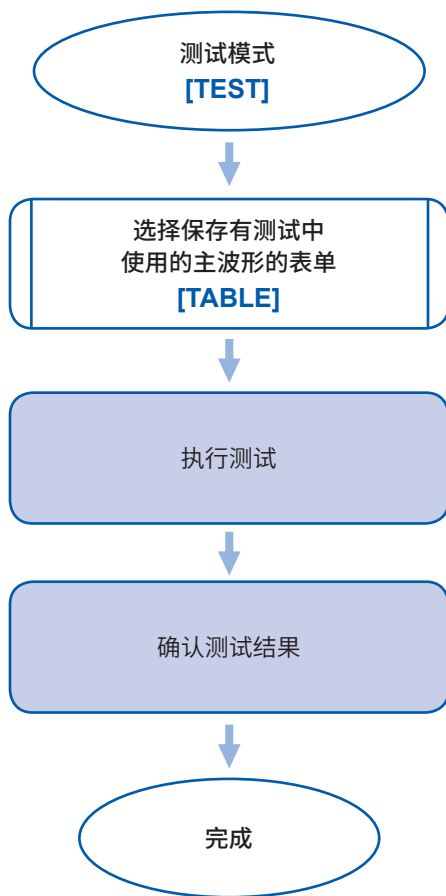 测试模式
[TEST]
选择保存有测试中
使用的主波形的表单
[TABLE]
执行测试
确认测试结果
完成